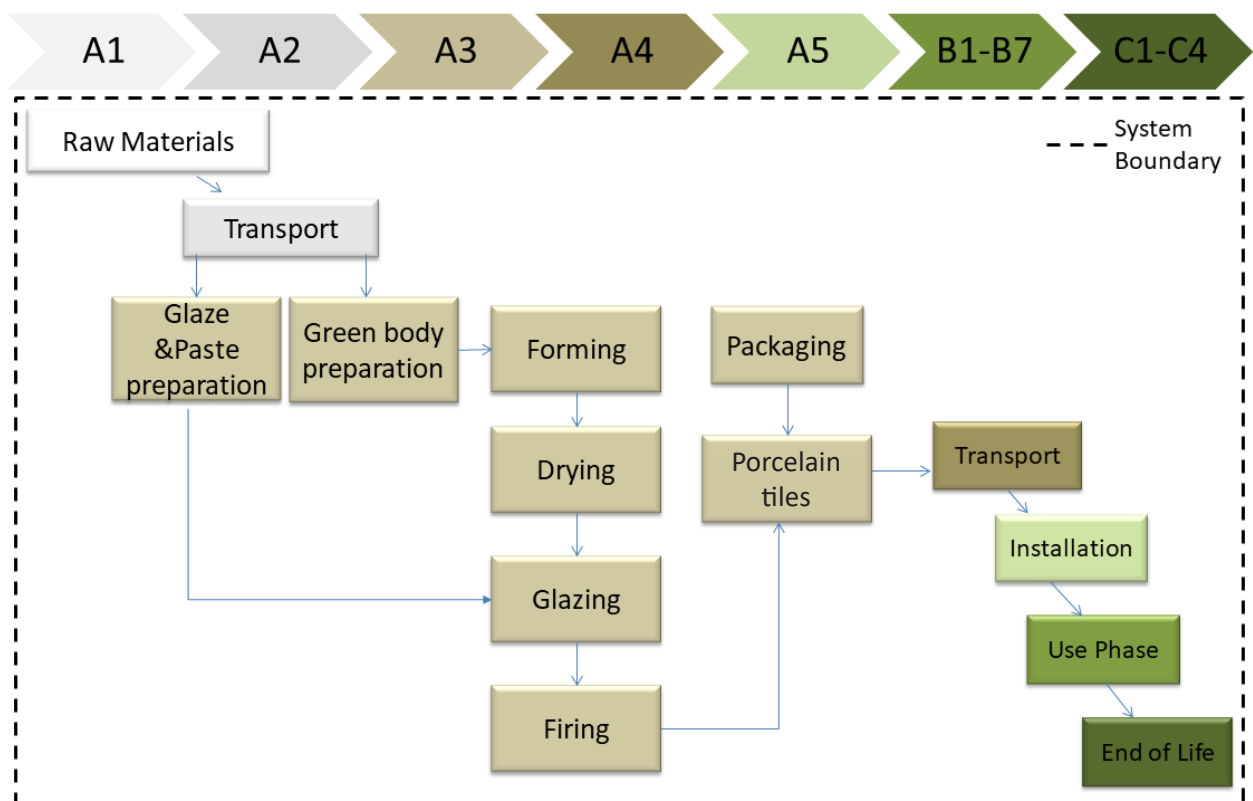 A1
A2
A3
A4
A5
B1-B7
C1-C4
System
Boundary
Raw Materials
Transport
Glaze
&Paste
preparation
Green body
preparation
Forming
Packaging
Drying
Porcelain
tiles
Transport
Installation
Glazing
Use Phase
Firing
End of Life